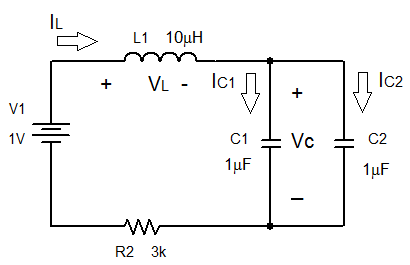 IL
L1 10μH
+ VL -
IC1
IC2
V1
1V
+
C1
Vc
C2
1μF
1μF
–
R2 3k